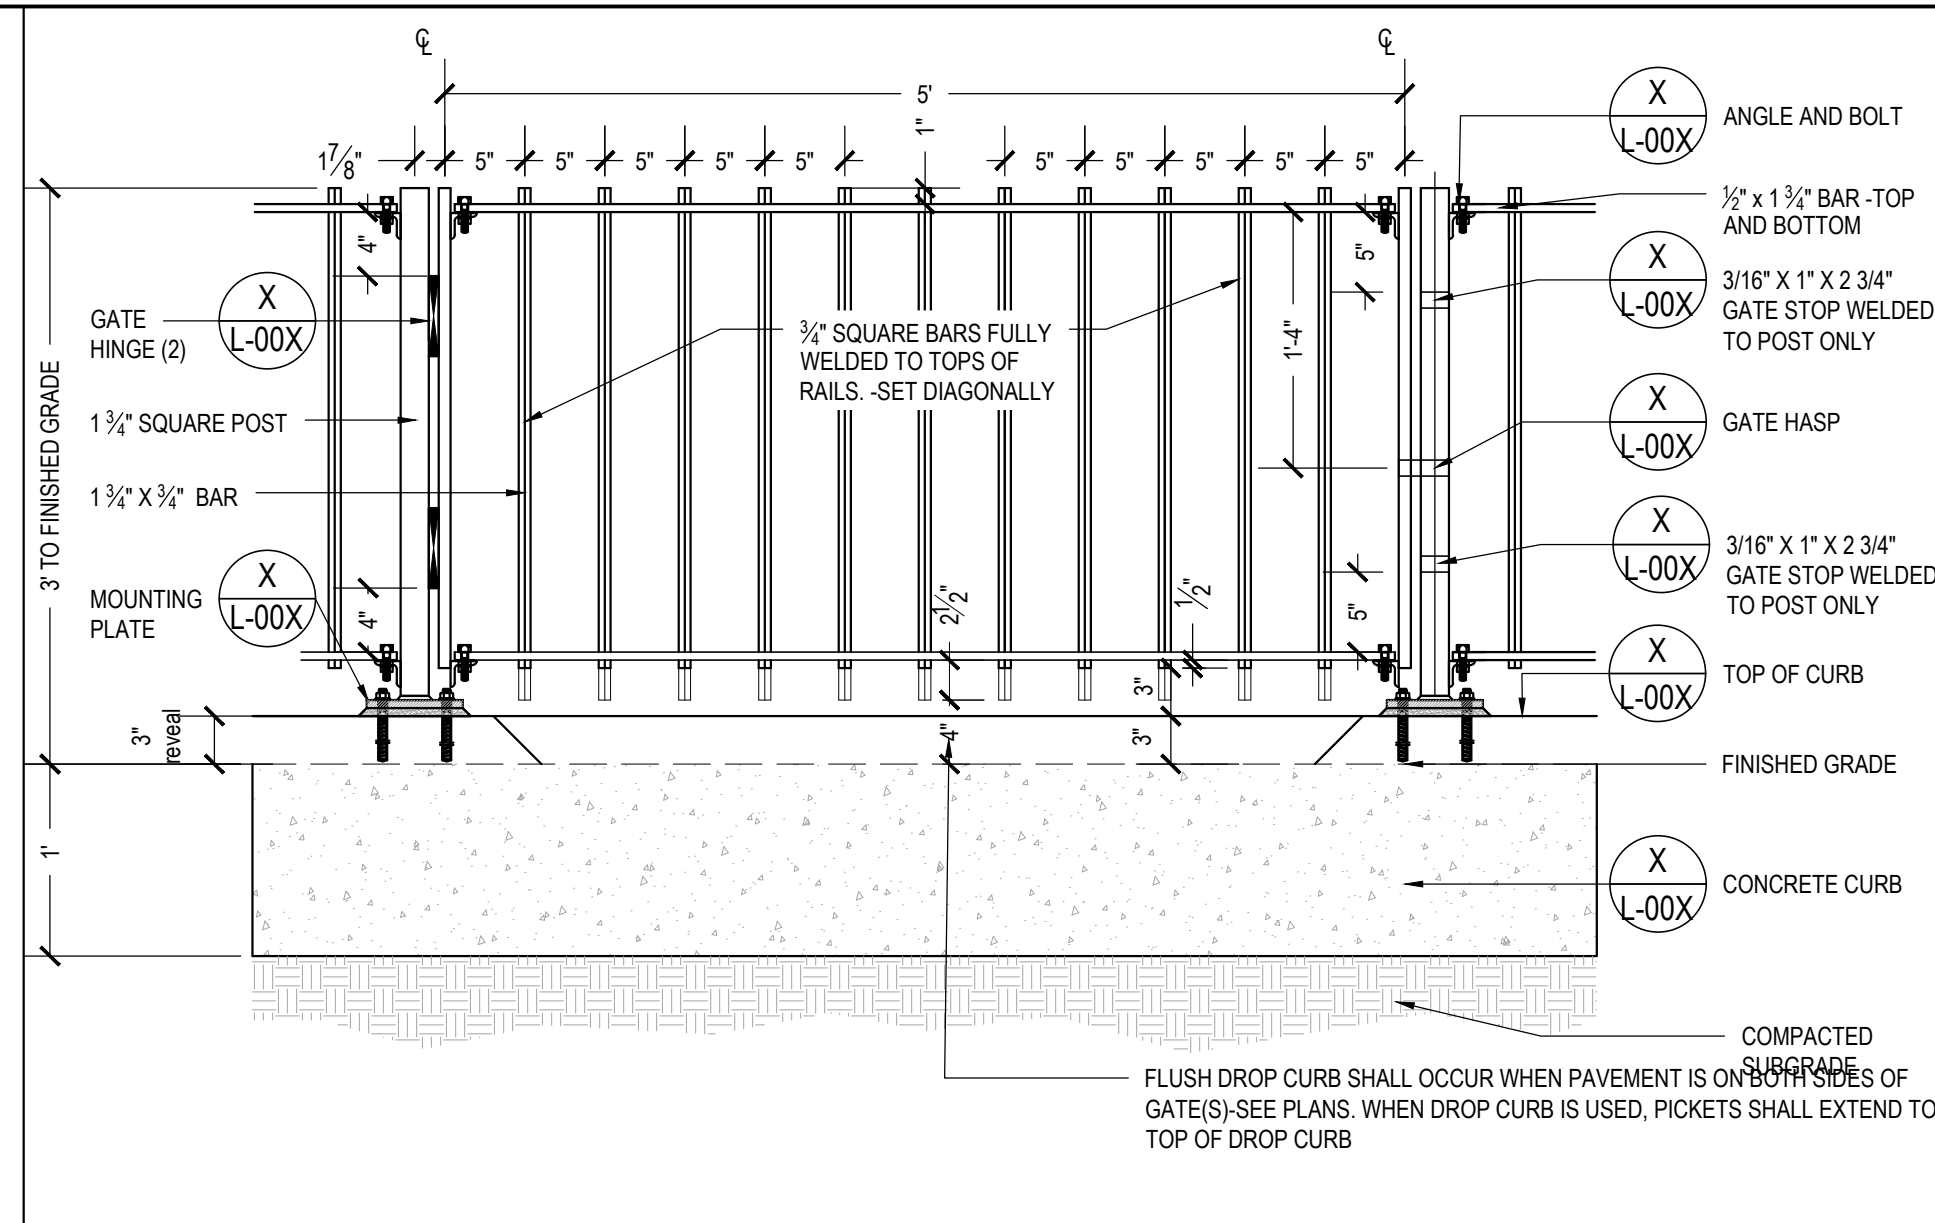 ℄
℄
5'
1"
1 7/8"
5"
5"
5"
5"
5"
5"
5"
5"
5"
5"
X
L-00X
ANGLE AND BOLT
½" x 1 ¾" BAR -TOP
AND BOTTOM
4"
5"
X
L-00X
3/16" X 1" X 2 3/4"
GATE STOP WELDED
TO POST ONLY
GATE
HINGE (2)
X
L-00X
¾" SQUARE BARS FULLY
WELDED TO TOPS OF
RAILS. -SET DIAGONALLY
1'-4"
3' TO FINISHED GRADE
1 ¾" SQUARE POST
X
L-00X
GATE HASP
1 ¾" X ¾" BAR
X
L-00X
3/16" X 1" X 2 3/4"
GATE STOP WELDED
TO POST ONLY
MOUNTING
PLATE
X
L-00X
4"
2½"
½"
5"
X
L-00X
TOP OF CURB
3"
3"
reveal
4"
3"
FINISHED GRADE
1'
X
L-00X
CONCRETE CURB
COMPACTED
SUBGRADE
FLUSH DROP CURB SHALL OCCUR WHEN PAVEMENT IS ON BOTH SIDES OF
GATE(S)-SEE PLANS. WHEN DROP CURB IS USED, PICKETS SHALL EXTEND TO
TOP OF DROP CURB